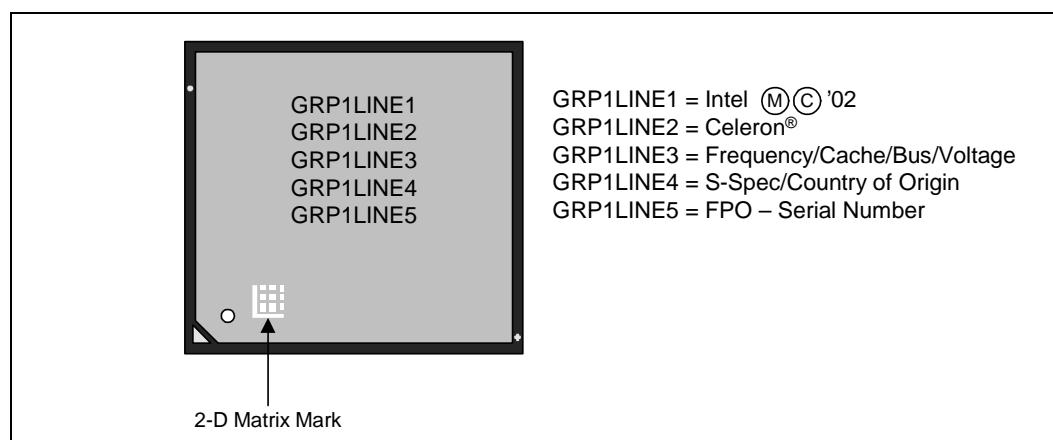 GRP1LINE1
GRP1LINE2
GRP1LINE3
GRP1LINE4
GRP1LINE5
GRP1LINE1 = Intel Ⓜ©'02
GRP1LINE2 = Celeron®
GRP1LINE3 = Frequency/Cache/Bus/Voltage
GRP1LINE4 = S-Spec/Country of Origin
GRP1LINE5 = FPO – Serial Number
2-D Matrix Mark